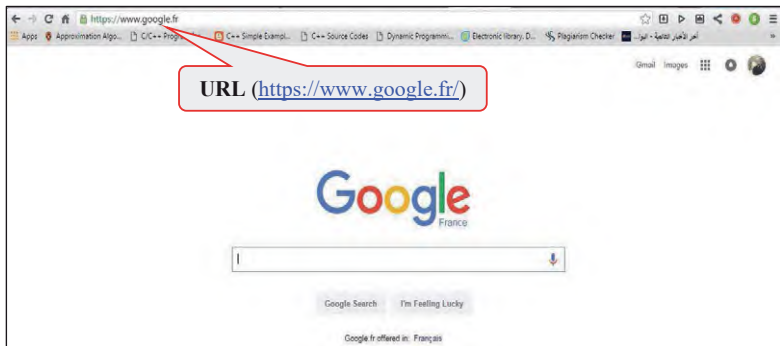 https://www.google.fr
Apps Approximation Algo... C/C++ Progr C++ Simple Exampl... C++ Source Codes Dynamic Programmi... Electronic library. D... Plagiarism Checker
URL (https://www.google.fr/)
Gmail Images
Google
France
Google Search I'm Feeling Lucky
Google.fr offered in: Français